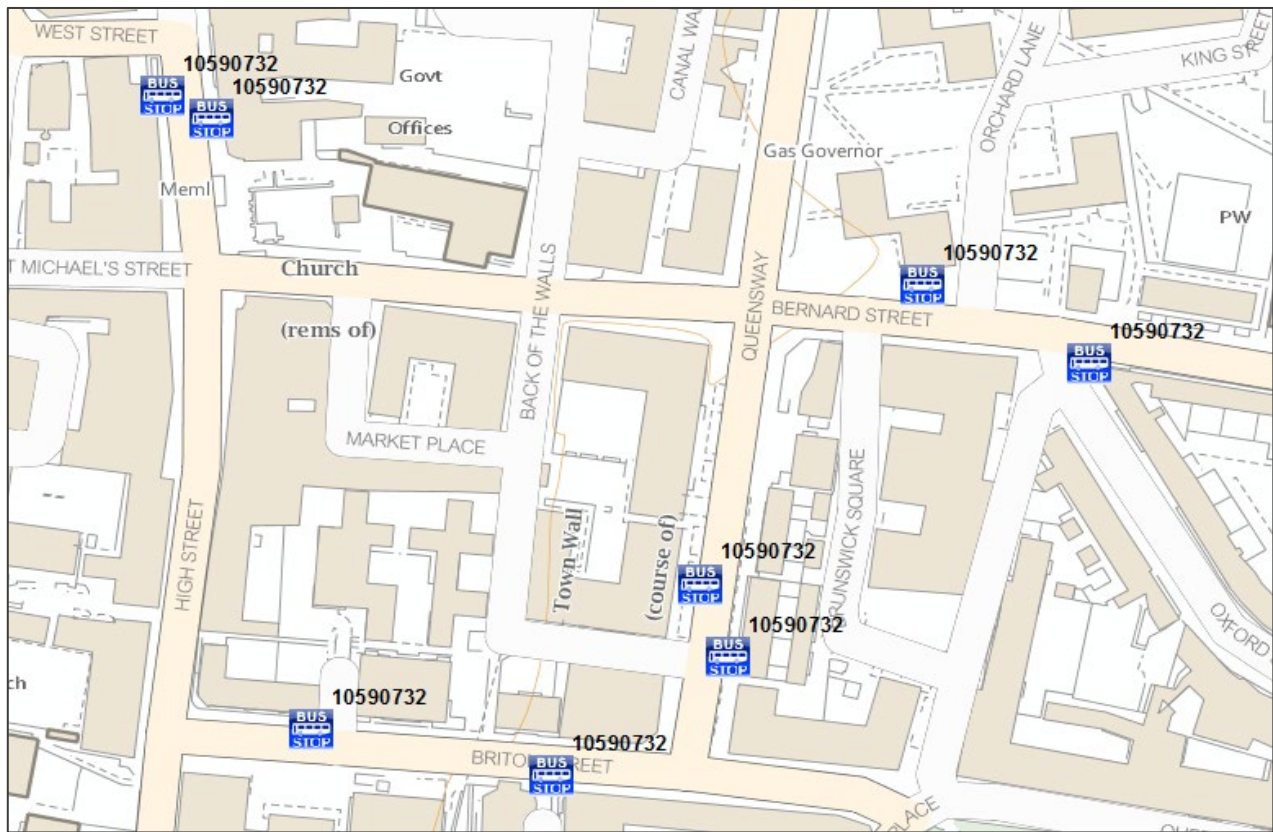 WEST STREET
CANAL WA
ORCHARD LANE
KING STREET
10590732
BUS
STOP
10590732
BUS
STOP
Govt
Offices
Gas Governor
Meml
PW
T MICHAEL'S STREET
Church
(rems of)
BACK OF THE WALLS
QUEENSWAY
BERNARD STREET
10590732
BUS
STOP
10590732
BUS
STOP
MARKET PLACE
HIGH STREET
Town Wall
(course of)
BRUNSWICK SQUARE
OXFORD
10590732
BUS
STOP
10590732
BUS
STOP
ch
10590732
BUS
STOP
10590732
BUS
STOP
BRITON STREET
PLACE